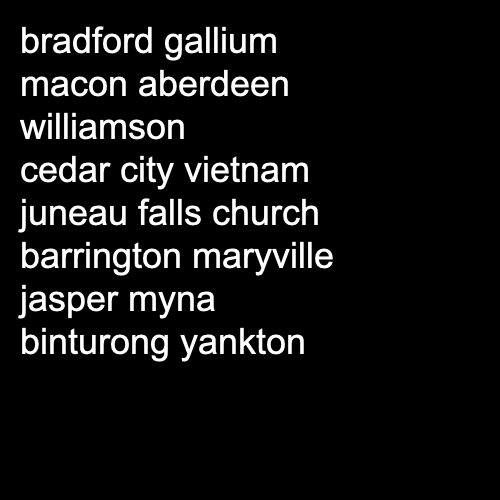 bradford gallium
macon aberdeen
williamson
cedar city vietnam
juneau falls church
barrington maryville
jasper myna
binturong yankton